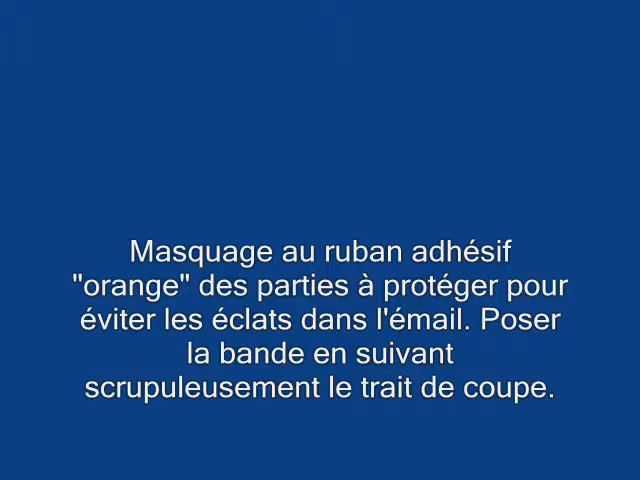 Masquage au ruban adhésif
"orange" des parties à protéger pour
éviter les éclats dans l'émail. Poser
la bande en suivant
scrupuleusement le trait de coupe.